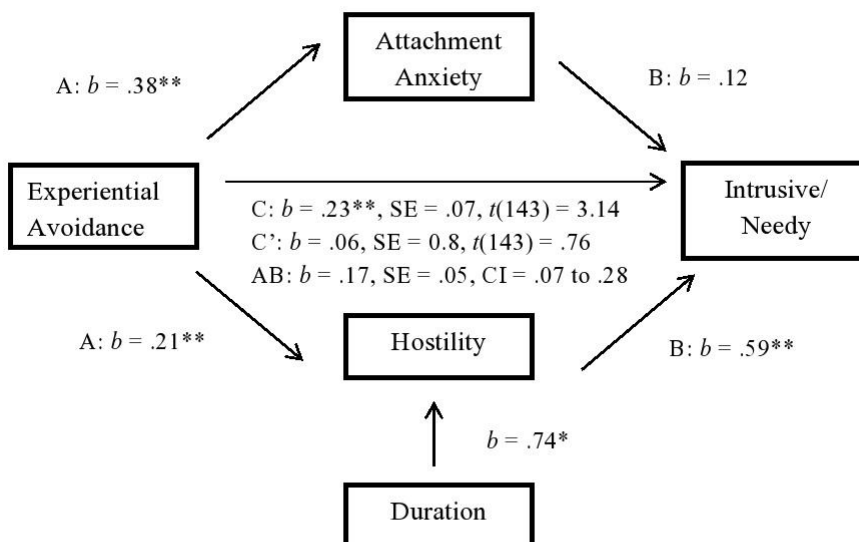 Attachment
Anxiety
A: b = .38**
B: b = .12
Experiential
Avoidance
Intrusive/
Needy
C: b = .23**, SE = .07, t(143) = 3.14
C’: b = .06, SE = 0.8, t(143) = .76
AB: b = .17, SE = .05, CI = .07 to .28
A: b = .21**
Hostility
B: b = .59**
b = .74*
Duration